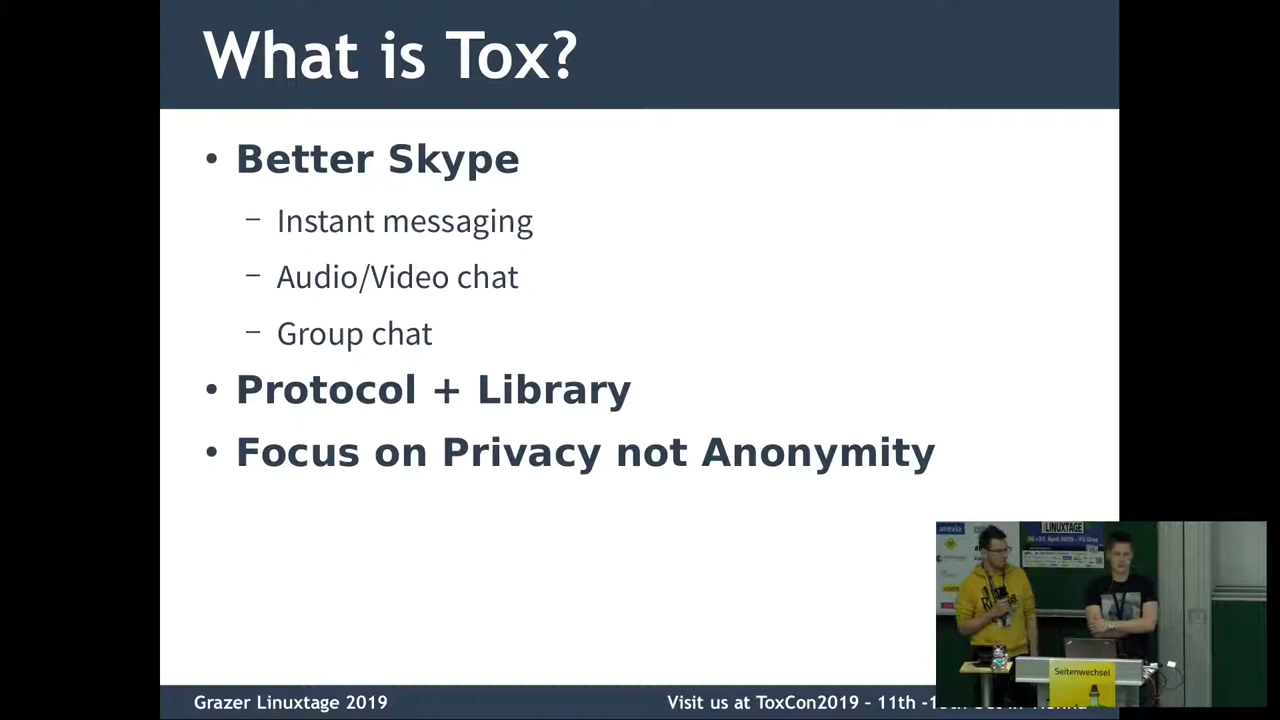 What is Tox?
• Better Skype
– Instant messaging
– Audio/Video chat
– Group chat
• Protocol + Library
• Focus on Privacy not Anonymity
LINUXTAGE
Seitenwechsel
Grazer Linuxtage 2019
Visit us at ToxCon2019 - 11th -